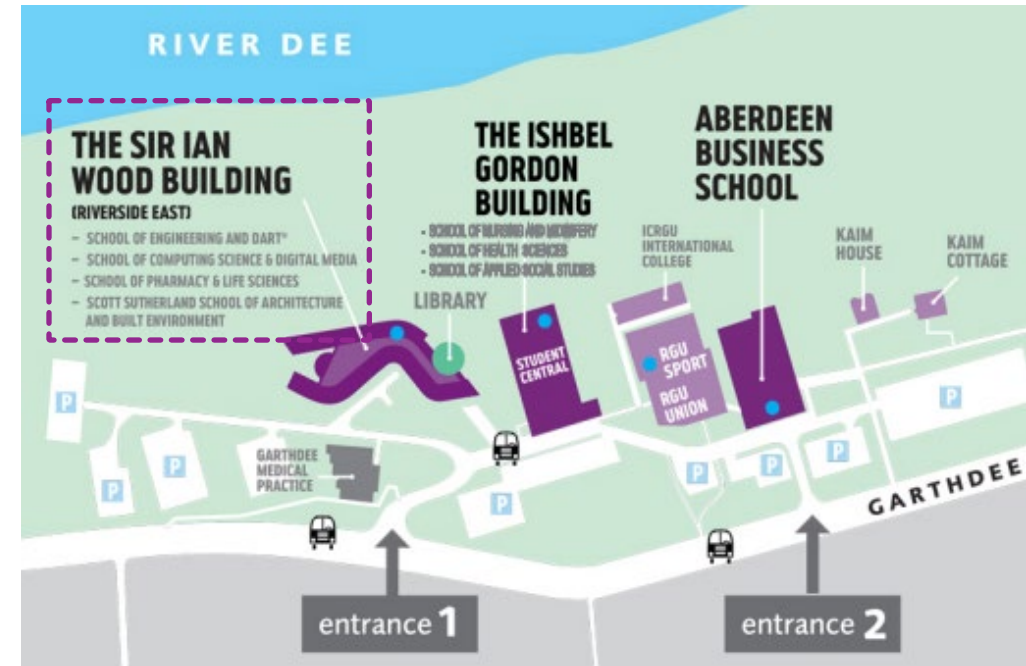 RIVER DEE
THE SIR IAN
WOOD BUILDING
(RIVERSIDE EAST)
– SCHOOL OF ENGINEERING AND DART*
– SCHOOL OF COMPUTING SCIENCE & DIGITAL MEDIA
– SCHOOL OF PHARMACY & LIFE SCIENCES
– SCOTT SUTHERLAND SCHOOL OF ARCHITECTURE
AND BUILT ENVIRONMENT
THE ISHBEL
GORDON
BUILDING
- SCHOOL OF NURSING AND MIDWIFERY
- SCHOOL OF HEALTH SCIENCES
- SCHOOL OF APPLIED SOCIAL STUDIES
ABERDEEN
BUSINESS
SCHOOL
ICRGU
INTERNATIONAL
COLLEGE
KAIM
HOUSE
KAIM
COTTAGE
LIBRARY
STUDENT
CENTRAL
RGU
SPORT
RGU
UNION
GARTHDEE
MEDICAL
PRACTICE
P
P
P
P
P
P
P
P
GARTHDEE
entrance 1
entrance 2